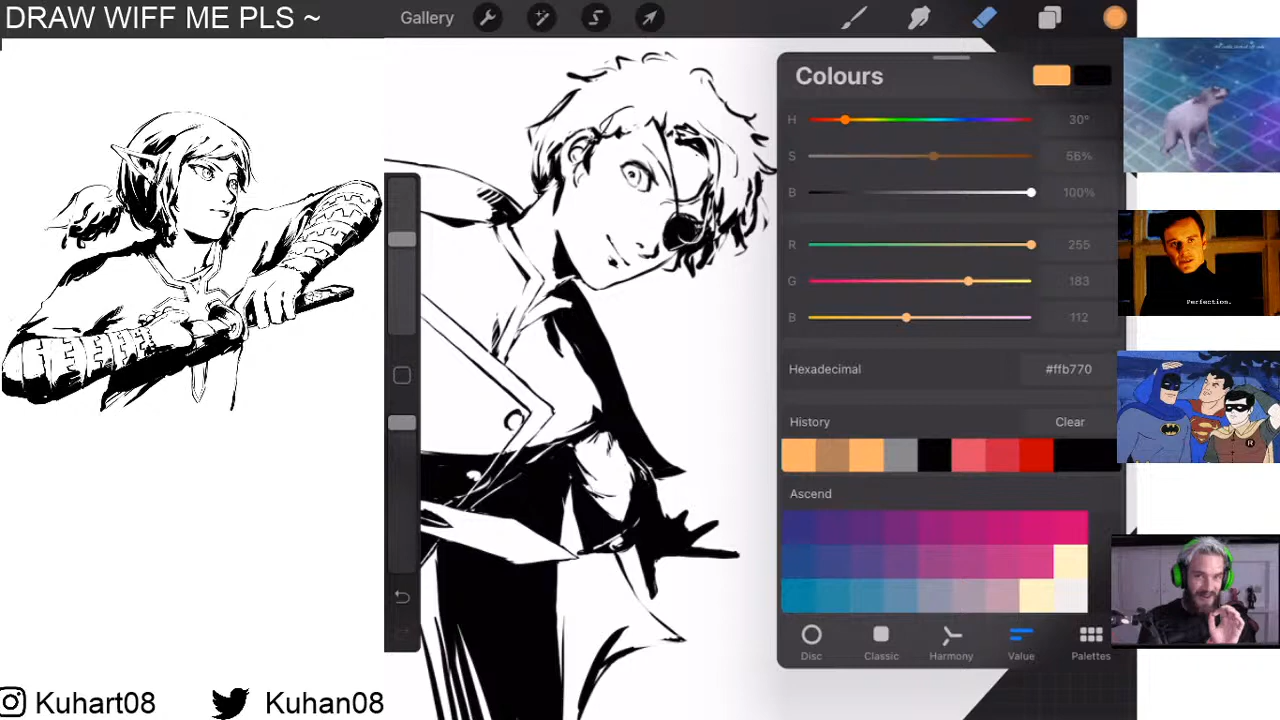 DRAW WIFF ME PLS ~
Gallery
Colours
H 30°
S 56%
B 100%
R 255
G 183
B 112
Hexadecimal #ffb770
History Clear
Ascend
Disc Classic Harmony Value Palettes
Perfection.
R
Kuhart08 Kuhan08